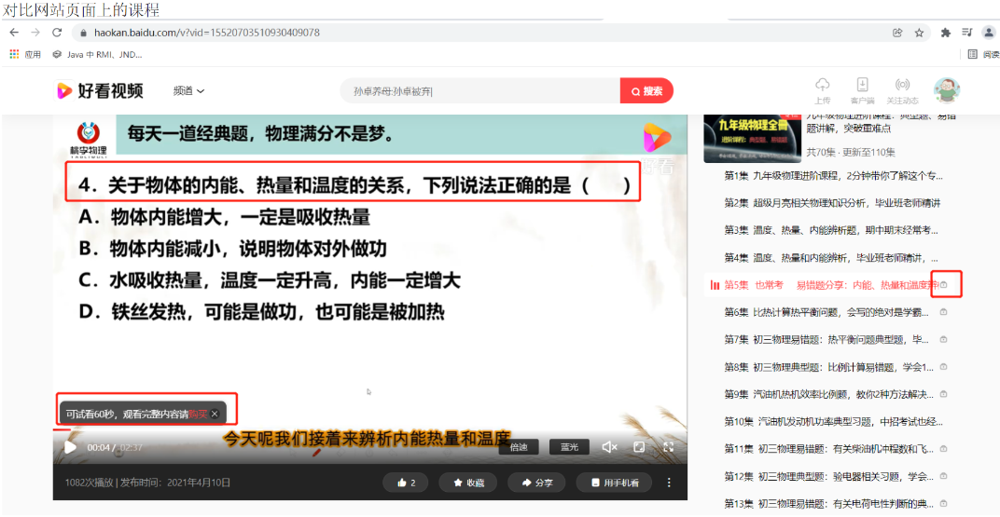 对比网站页面上的课程
haokan.baidu.com/v?vid=15520703510930409078
应用 Java 中 RMI，JND... 阅读
好看视频 频道 孙卓养母:孙卓被弃 搜索 上传 客户端 关注动态
桃李物理 TAOLIWULI 每天一道经典题，物理满分不是梦。
4．关于物体的内能、热量和温度的关系，下列说法正确的是（ ）
A．物体内能增大，一定是吸收热量
B．物体内能减小，说明物体对外做功
C．水吸收热量，温度一定升高，内能一定增大
D．铁丝发热，可能是做功，也可能是被加热
可试看60秒，观看完整内容请购买
今天呢我们接着来辨析内能热量和温度
00:04 / 02:37 倍速 蓝光
1082次播放 | 发布时间：2021年4月10日 2 收藏 分享 用手机看
九年级物理全册
九年级物理进阶课程：典型题、易错题讲解，突破重难点
共70集 · 更新至110集
第1集 九年级物理进阶课程，2分钟带你了解这个专...
第2集 超级月亮相关物理知识分析，毕业班老师精讲
第3集 温度、热量、内能辨析题，期中期末经常考...
第4集 温度、热量和内能辨析，毕业班老师精讲，...
第5集 也常考 易错题分享：内能、热量和温度辨
第6集 比热计算热平衡问题，会写的绝对是学霸...
第7集 初三物理易错题：热平衡问题典型题，毕...
第8集 初三物理典型题：比例计算易错题，学会1...
第9集 汽油机热机效率比例题，教你2种方法解决...
第10集 汽油机发动机功率典型习题，中招考试也经...
第11集 初三物理易错题：有关柴油机冲程数和飞...
第12集 初三物理典型题：验电器相关习题，学会...
第13集 初三物理易错题：有关电荷电性判断的典...